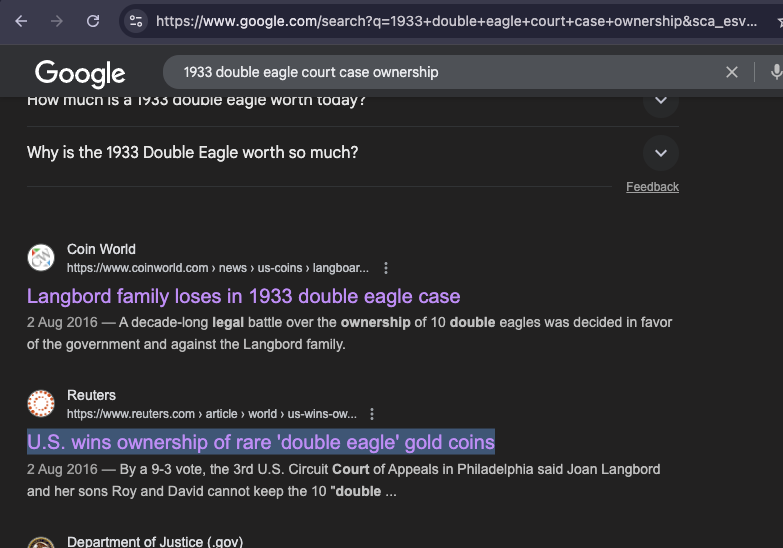 https://www.google.com/search?q=1933+double+eagle+court+case+ownership&sca_esv...
Google
1933 double eagle court case ownership
How much is a 1933 double eagle worth today?
Why is the 1933 Double Eagle worth so much?
Feedback
Coin World
https://www.coinworld.com › news › us-coins › langboar...
Langbord family loses in 1933 double eagle case
2 Aug 2016 — A decade-long legal battle over the ownership of 10 double eagles was decided in favor
of the government and against the Langbord family.
Reuters
https://www.reuters.com › article › world › us-wins-ow...
U.S. wins ownership of rare 'double eagle' gold coins
2 Aug 2016 — By a 9-3 vote, the 3rd U.S. Circuit Court of Appeals in Philadelphia said Joan Langbord
and her sons Roy and David cannot keep the 10 "double ...
Department of Justice (.gov)